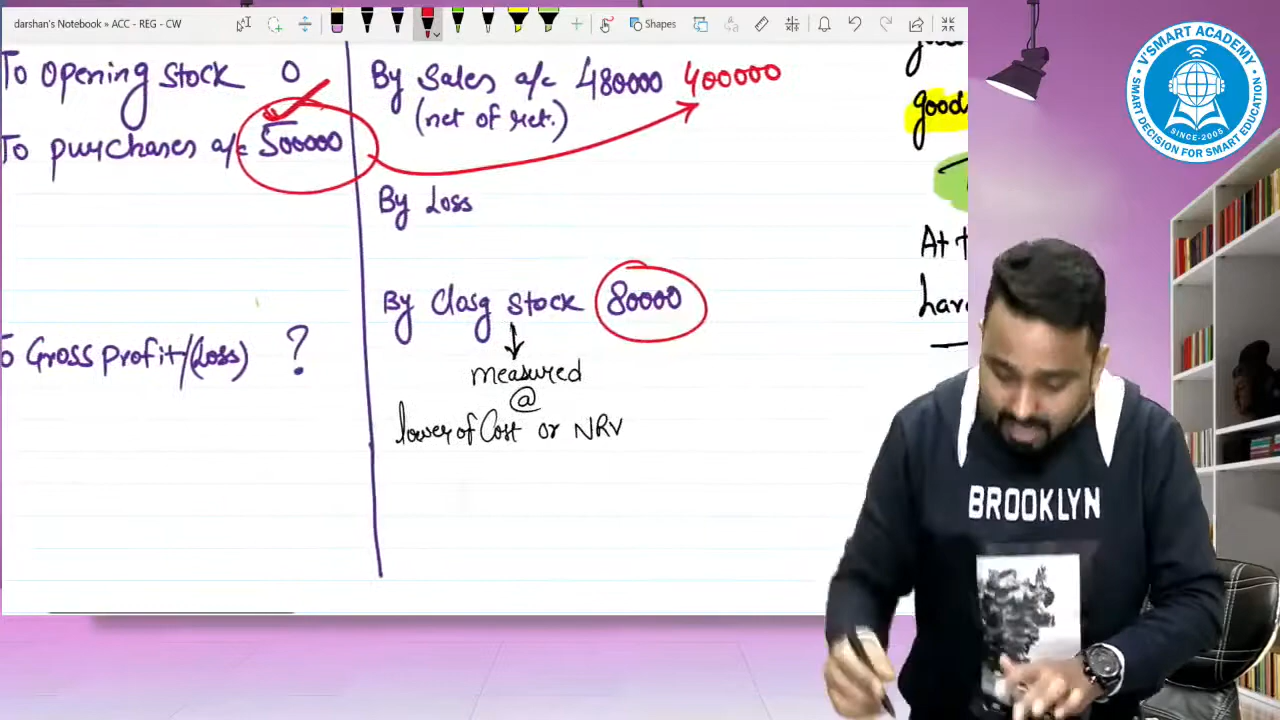 darshan's Notebook » ACC - REG - CW
Shapes
To Opening Stock 0
By Sales a/c 480000 400000
(net of ret.)
To purchases a/c 500000
By Loss
By Closg Stock 80000
To Gross Profit/(Loss) ?
measured
@
lower of Cost or NRV
good
At t
har
V'SMART ACADEMY
SINCE-2005
SMART DECISION FOR SMART EDUCATION
BROOKLYN